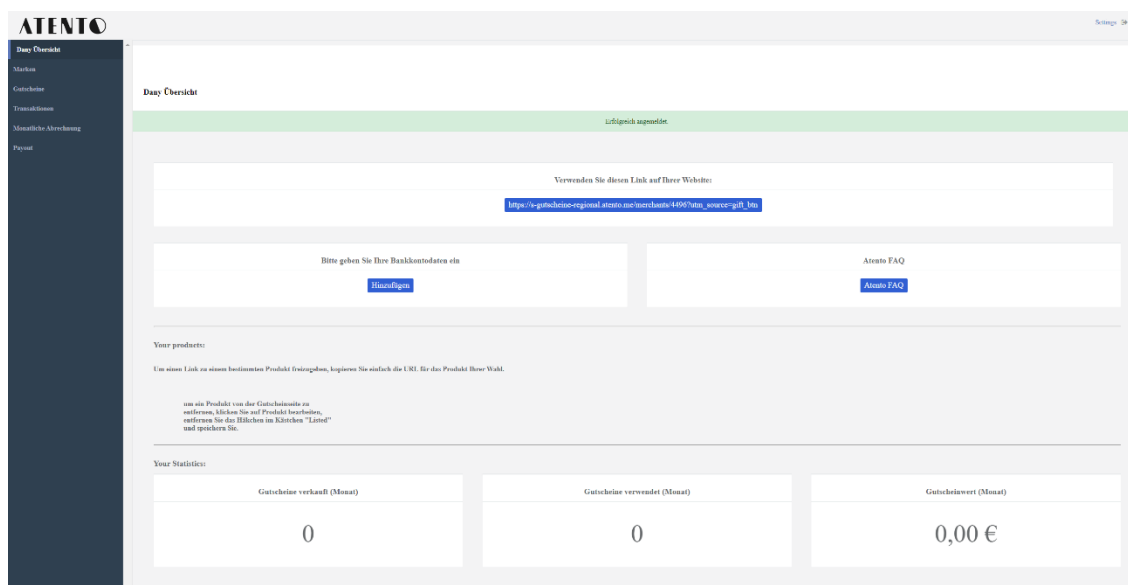 ATENTO
Settings
Dany Übersicht
Marken
Gutscheine
Transaktionen
Monatliche Abrechnung
Payout
Dany Übersicht
Erfolgreich angemeldet.
Verwenden Sie diesen Link auf Ihrer Website:
https://e-gutscheine-regional.atento.me/merchants/4496?utm_source=gift_btn
Bitte geben Sie Ihre Bankkontodaten ein
Hinzufügen
Atento FAQ
Atento FAQ
Your products:
Um einen Link zu einem bestimmten Produkt freizugeben, kopieren Sie einfach die URL für das Produkt Ihrer Wahl.
um ein Produkt von der Gutscheinseite zu
entfernen, klicken Sie auf Produkt bearbeiten,
entfernen Sie das Häkchen im Kästchen "Listed"
und speichern Sie.
Your Statistics:
Gutscheine verkauft (Monat)
0
Gutscheine verwendet (Monat)
0
Gutscheinwert (Monat)
0,00 €